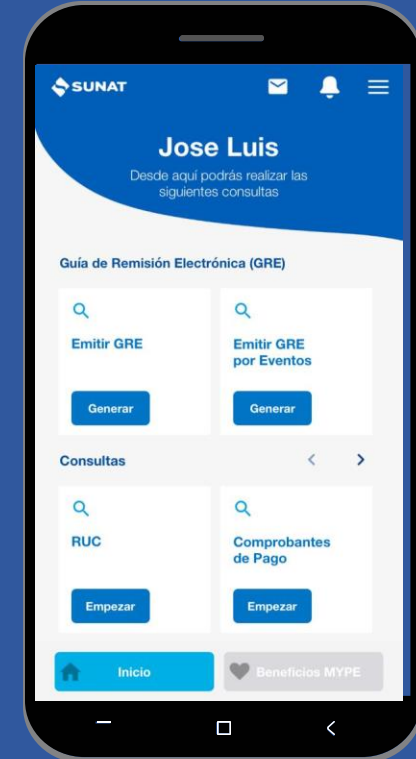 SUNAT
Jose Luis
Desde aquí podrás realizar las
siguientes consultas
Guía de Remisión Electrónica (GRE)
Emitir GRE
Generar
Emitir GRE
por Eventos
Generar
Consultas
RUC
Empezar
Comprobantes
de Pago
Empezar
Inicio
Beneficios MYPE